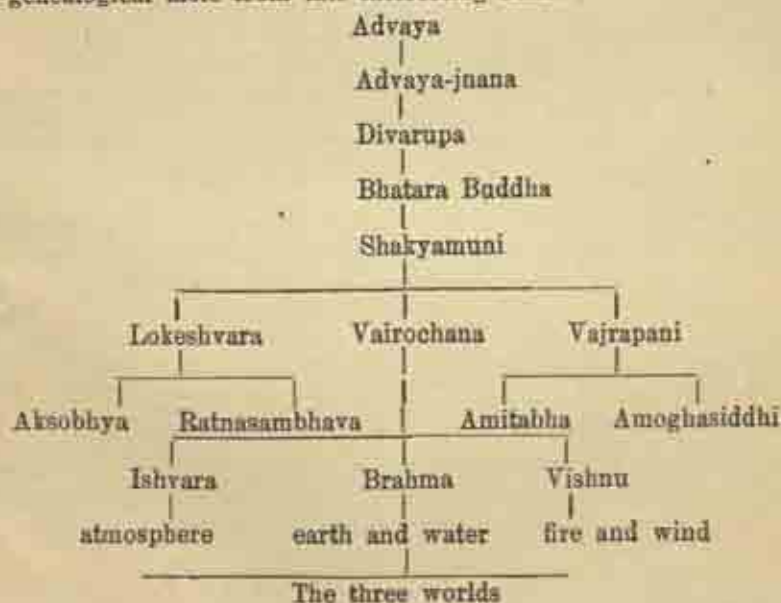 Advaya
Advaya-jnana
Divarupa
Bhatara Buddha
Shakyamuni
Lokeshvara Vairochana Vajrapani
Aksobhya Ratnasambhava Amitabha Amoghasiddhi
Ishvara Brahma Vishnu
atmosphere earth and water fire and wind
The three worlds